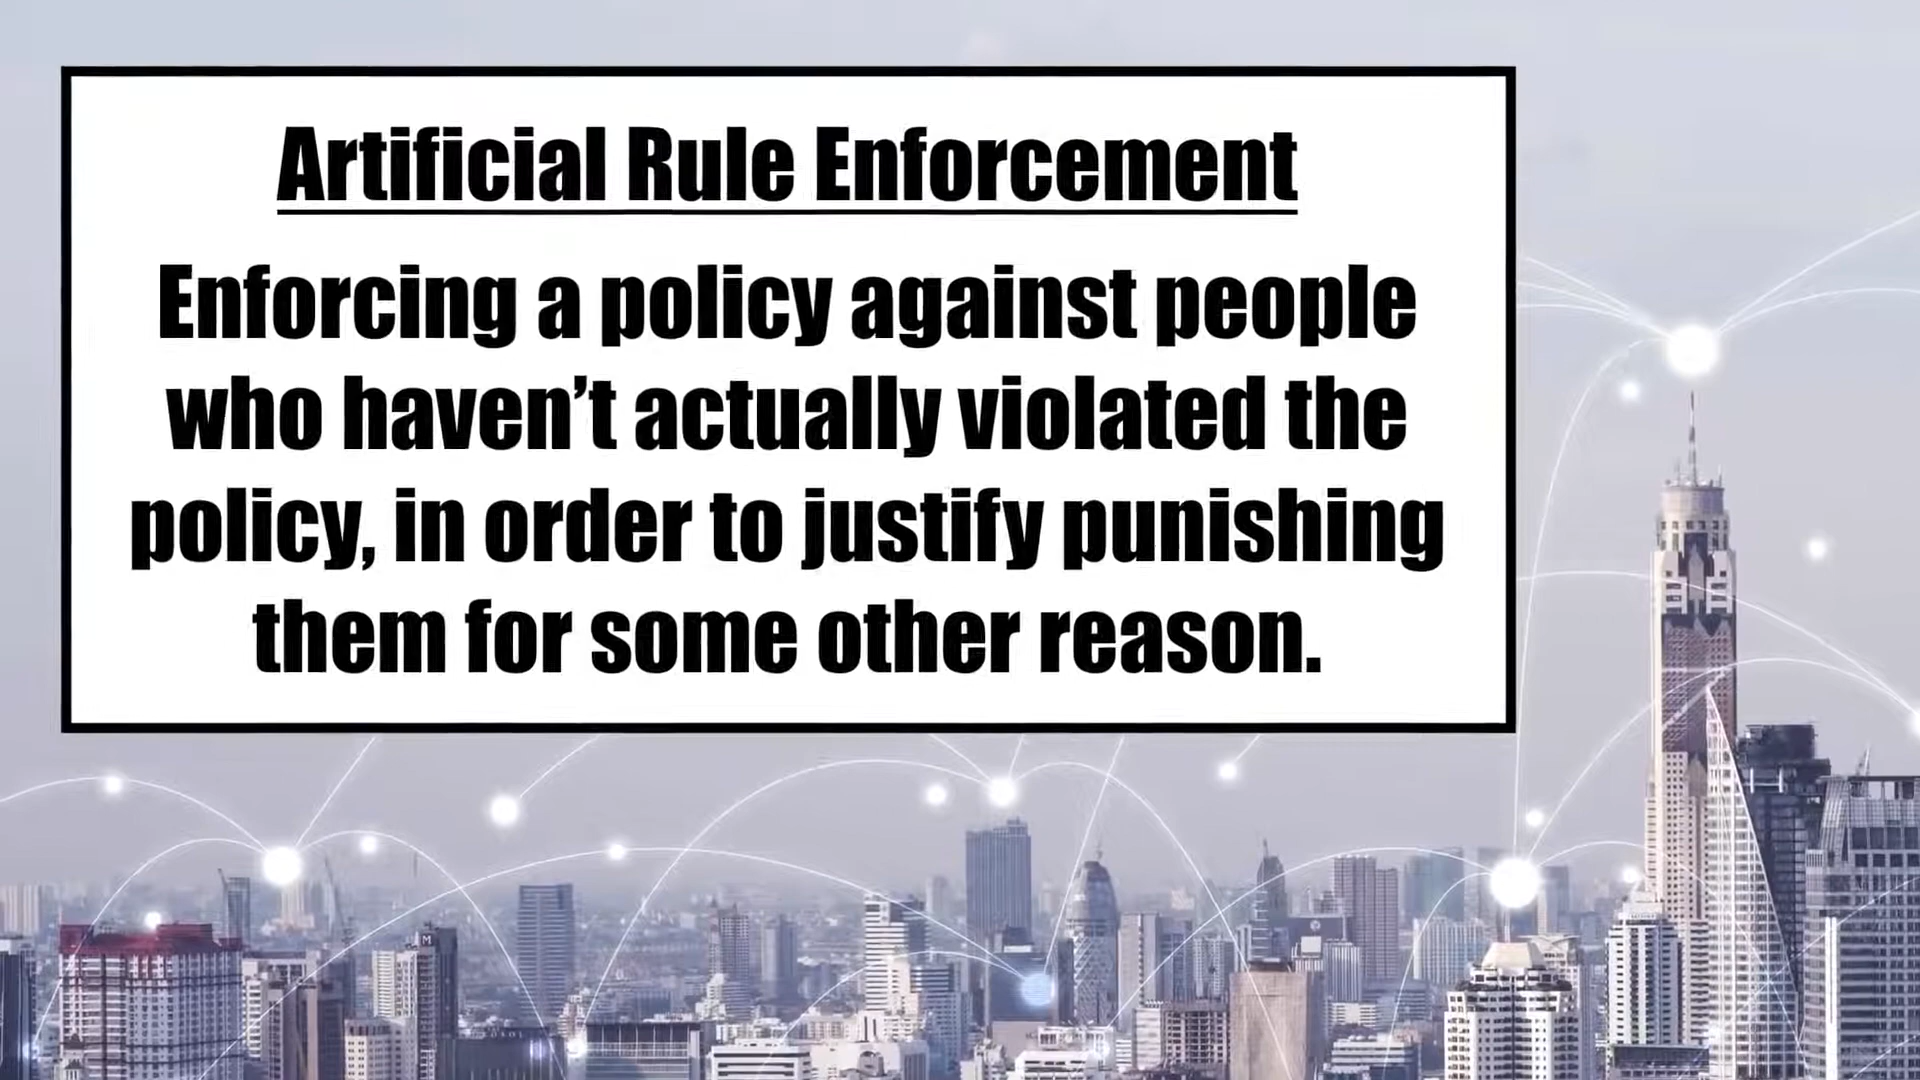 Artificial Rule Enforcement
Enforcing a policy against people
who haven’t actually violated the
policy, in order to justify punishing
them for some other reason.